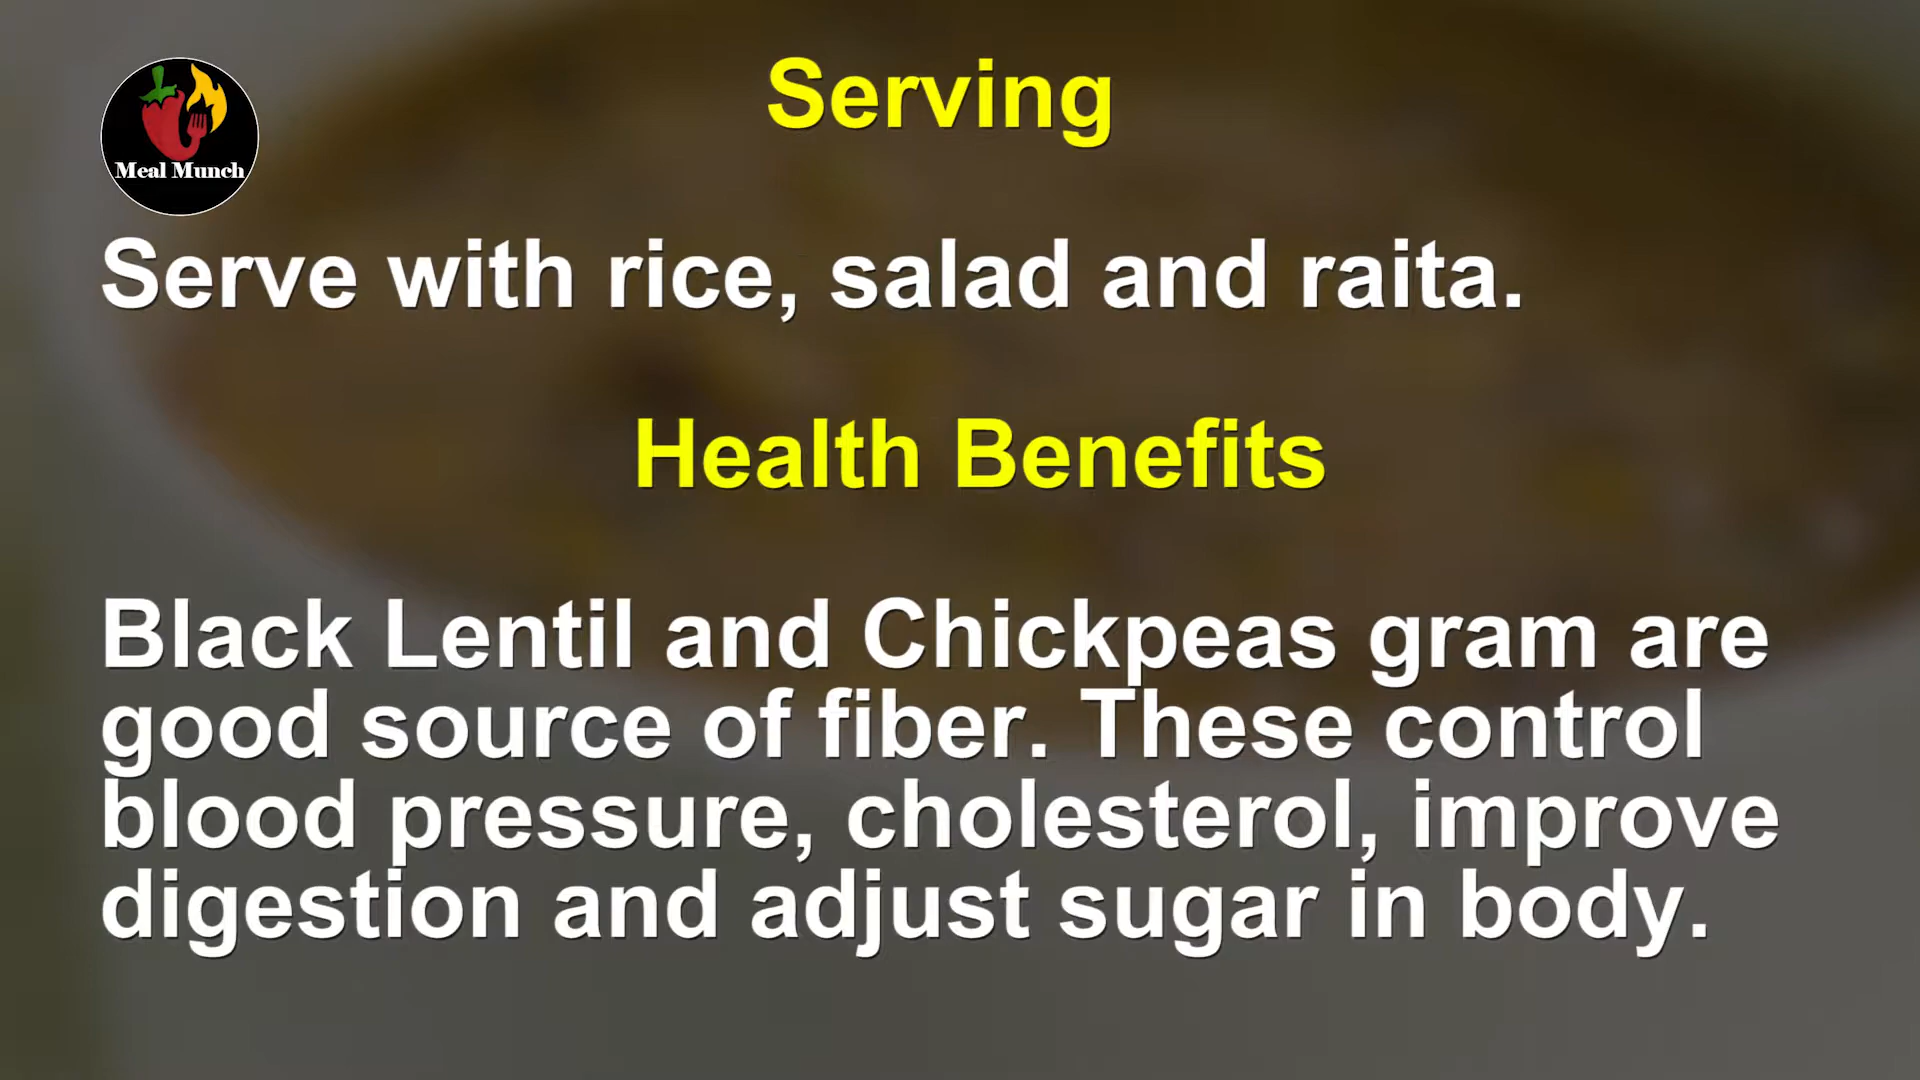 Serving
Meal Munch
Serve with rice, salad and raita.
Health Benefits
Black Lentil and Chickpeas gram are
good source of fiber. These control
blood pressure, cholesterol, improve
digestion and adjust sugar in body.